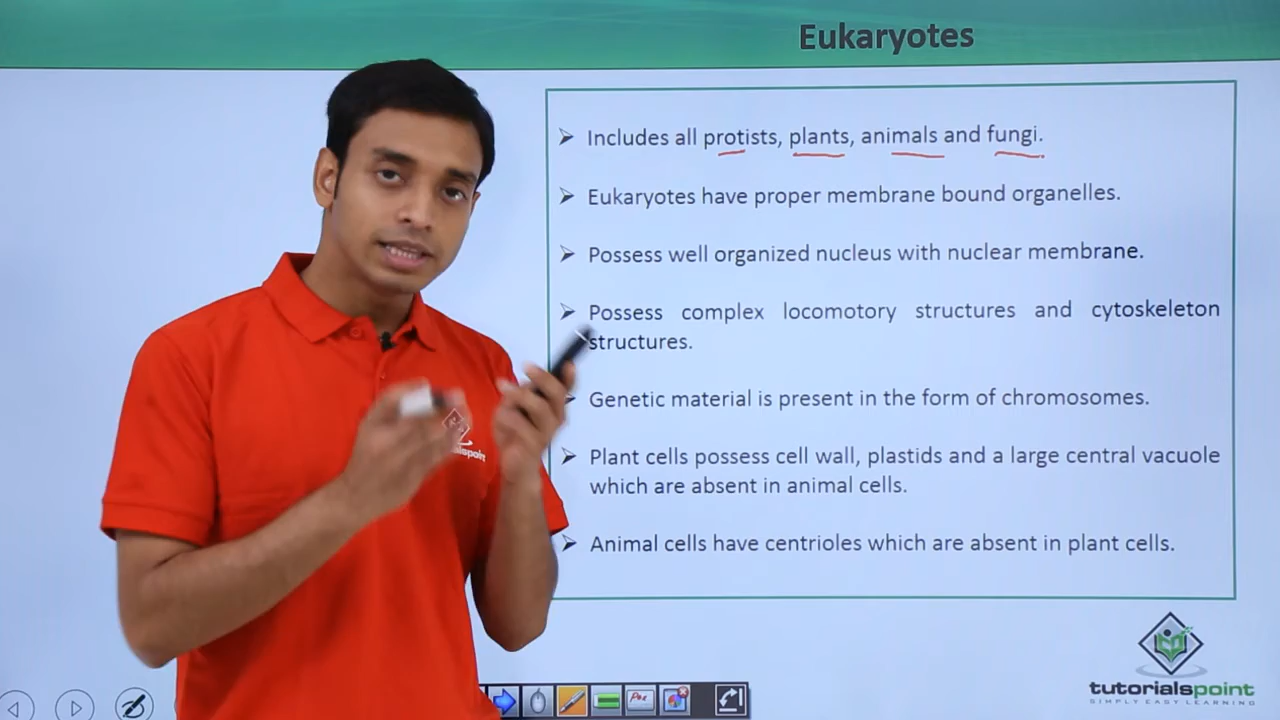 Eukaryotes
Includes all protists, plants, animals and fungi.
Eukaryotes have proper membrane bound organelles.
Possess well organized nucleus with nuclear membrane.
Possess complex locomotory structures and cytoskeleton
structures.
Genetic material is present in the form of chromosomes.
Plant cells possess cell wall, plastids and a large central vacuole
which are absent in animal cells.
Animal cells have centrioles which are absent in plant cells.
tutorialspoint
SIMPLY EASY LEARNING